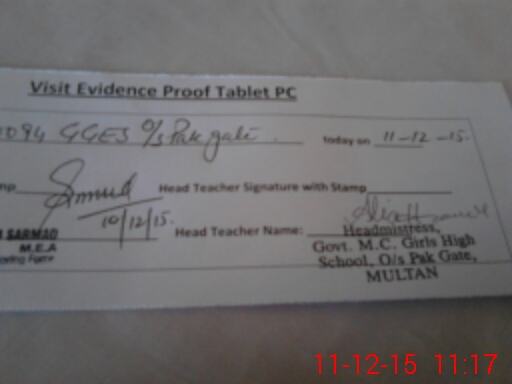 Visit Evidence Proof Tablet PC
0094 GGES O/s Pak gate today on 11-12-15.
Head Teacher Signature with Stamp
10/12/15.
SARMAD Head Teacher Name:
M.E.A
Headmistress,
Govt. M.C. Girls High
School, O/s Pak Gate,
MULTAN
11-12-15 11:17